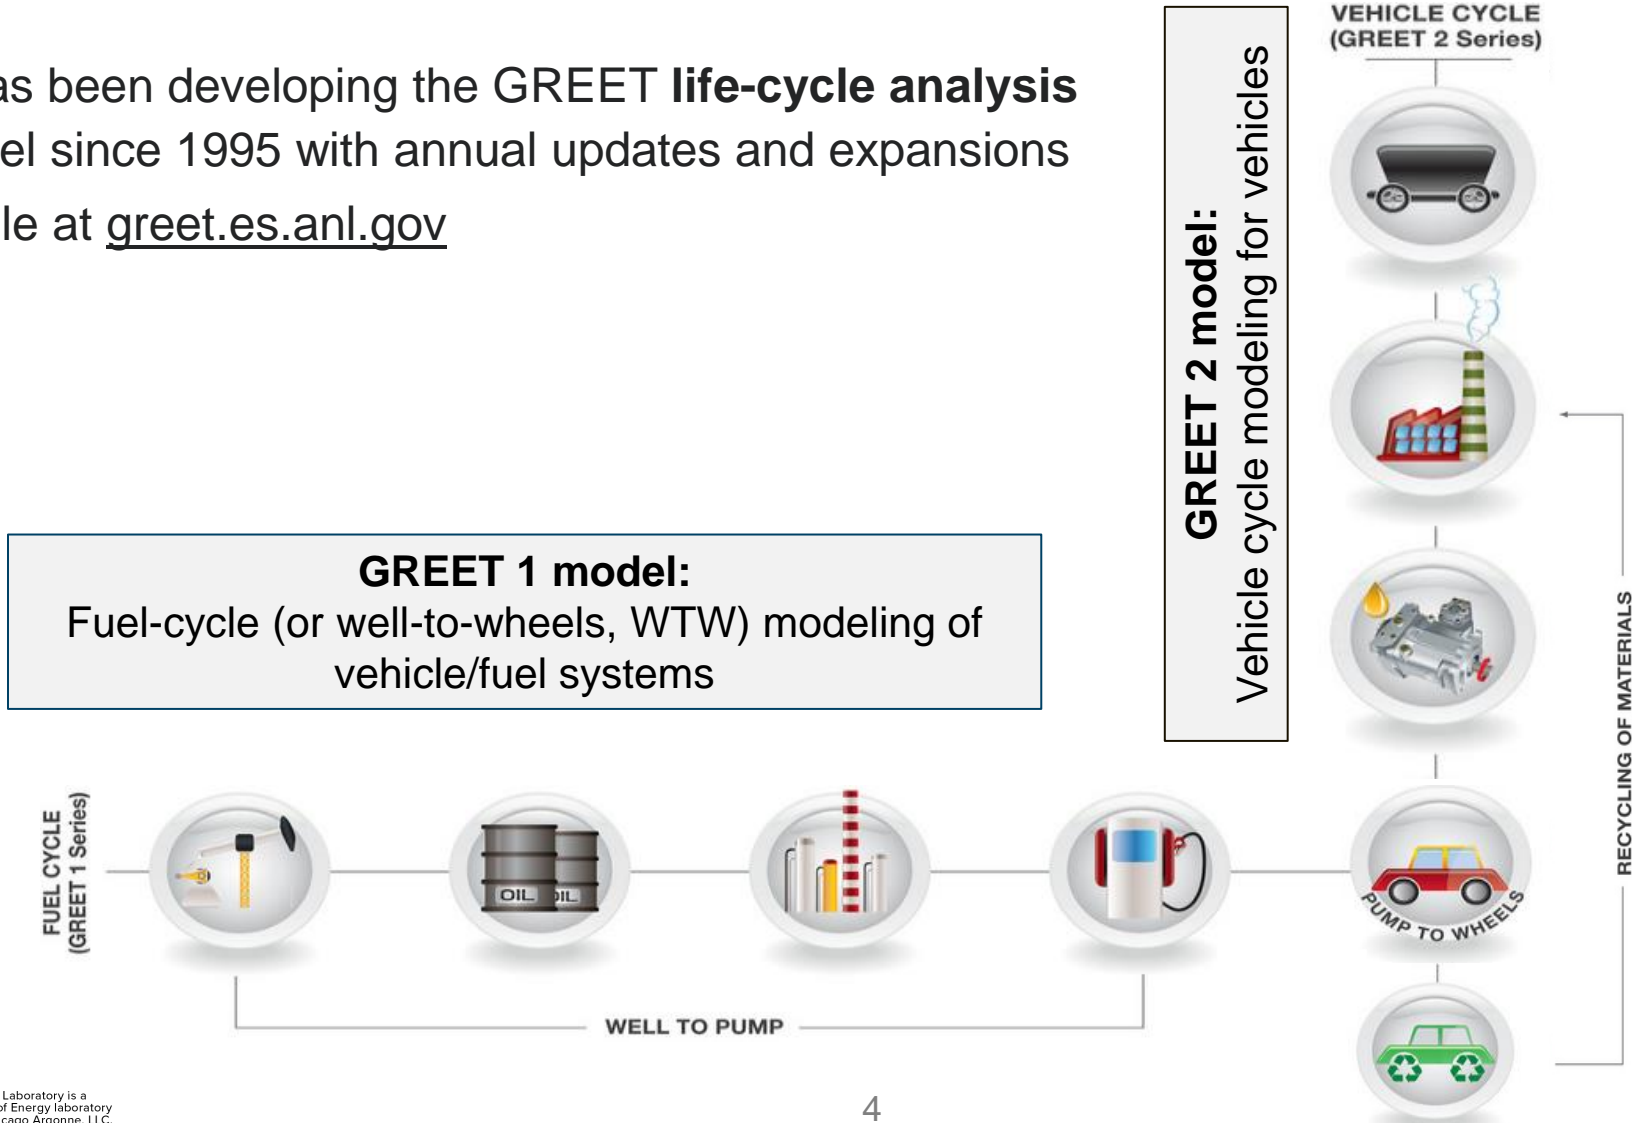 as been developing the GREET life-cycle analysis
el since 1995 with annual updates and expansions
le at greet.es.anl.gov
VEHICLE CYCLE
(GREET 2 Series)
GREET 2 model:
Vehicle cycle modeling for vehicles
GREET 1 model:
Fuel-cycle (or well-to-wheels, WTW) modeling of
vehicle/fuel systems
RECYCLING OF MATERIALS
FUEL CYCLE
(GREET 1 Series)
OIL
OIL
PUMP TO WHEELS
WELL TO PUMP
Laboratory is a
of Energy laboratory
cago Argonne, LLC.
4